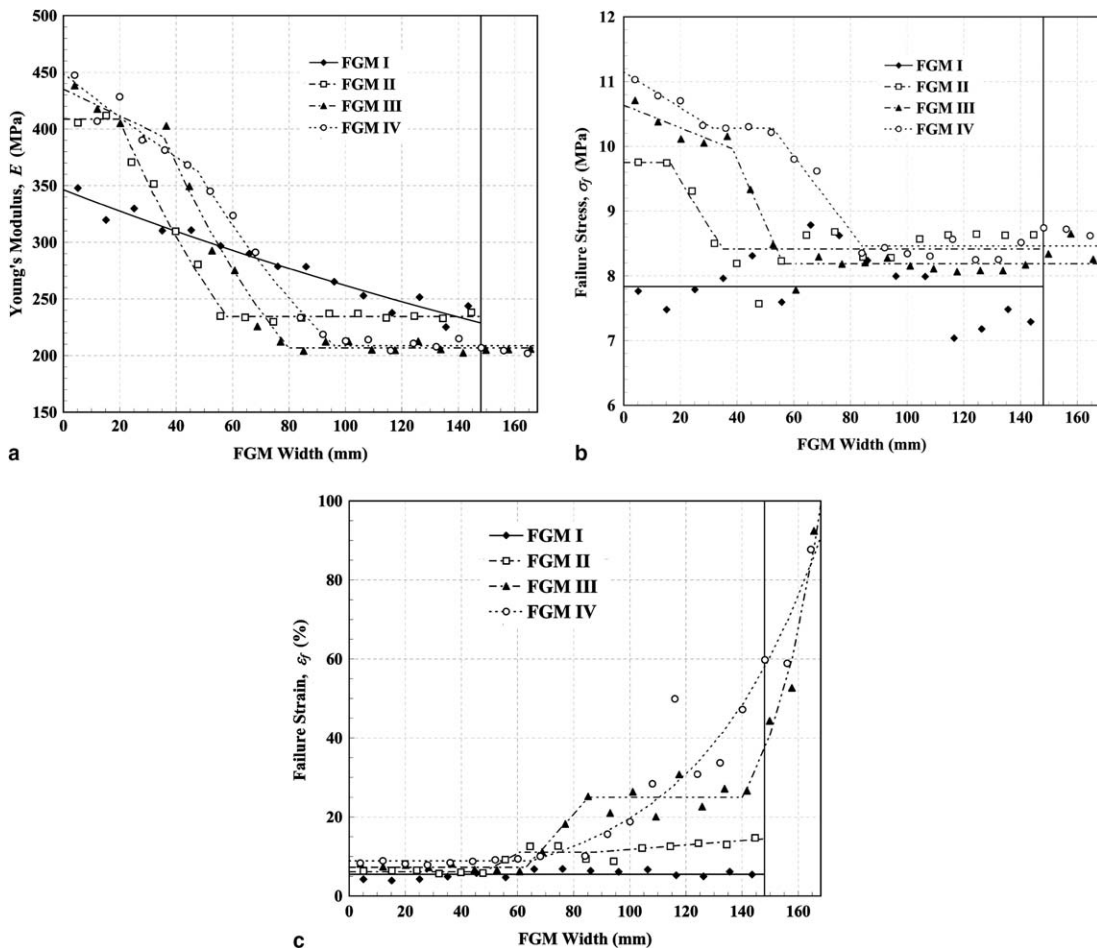 500
450
400
350
300
250
200
150
Young's Modulus, E (MPa)
FGM I
FGM II
FGM III
FGM IV
0 20 40 60 80 100 120 140 160
FGM Width (mm)
a
12
11
10
9
8
7
6
Failure Stress, σf (MPa)
FGM I
FGM II
FGM III
FGM IV
0 20 40 60 80 100 120 140 160
FGM Width (mm)
b
100
80
60
40
20
0
Failure Strain, εf (%)
FGM I
FGM II
FGM III
FGM IV
0 20 40 60 80 100 120 140 160
FGM Width (mm)
c